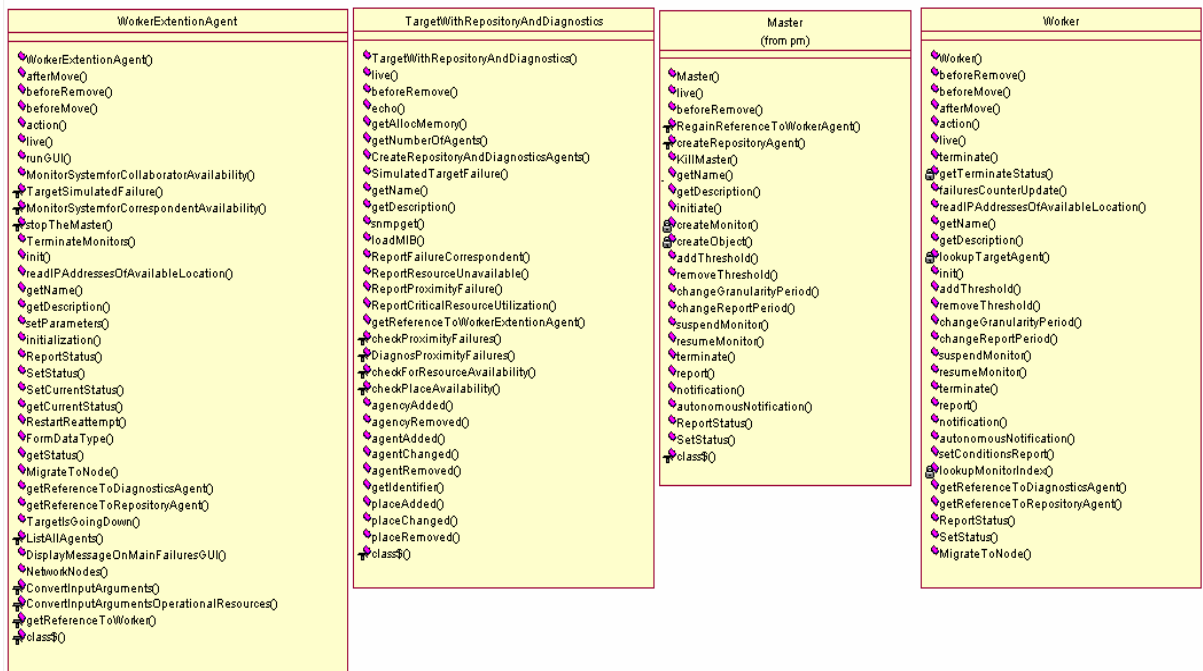 WorkerExtentionAgent
WorkerExtentionAgent()
afterMove()
beforeRemove()
beforeMove()
action()
live()
runGUI()
MonitorSystemforCollaboratorAvailability()
TargetSimulatedFailure()
MonitorSystemforCorrespondentAvailability()
stopTheMaster()
TerminateMonitors()
init()
readIPAddressesOfAvailableLocation()
getName()
getDescription()
setParameters()
initialization()
ReportStatus()
SetStatus()
SetCurrentStatus()
getCurrentStatus()
RestartReattempt()
FormDataType()
getStatus()
MigrateToNode()
getReferenceToDiagnosticsAgent()
getReferenceToRepositoryAgent()
TargetIsGoingDown()
ListAllAgents()
DisplayMessageOnMainFailuresGUI()
NetworkNodes()
ConvertInputArguments()
ConvertInputArgumentsOperationalResources()
getReferenceToWorker()
class$()
TargetWithRepositoryAndDiagnostics
TargetWithRepositoryAndDiagnostics()
live()
beforeRemove()
echo()
getAllocMemory()
getNumberOfAgents()
CreateRepositoryAndDiagnosticsAgents()
SimulatedTargetFailure()
getName()
getDescription()
snmpget()
loadMIB()
ReportFailureCorrespondent()
ReportResourceUnavailable()
ReportProximityFailure()
ReportCriticalResourceUtilization()
getReferenceToWorkerExtentionAgent()
checkProximityFailures()
DiagnosProximityFailures()
checkForResourceAvailability()
checkPlaceAvailability()
agencyAdded()
agencyRemoved()
agentAdded()
agentChanged()
agentRemoved()
getIdentifier()
placeAdded()
placeChanged()
placeRemoved()
class$()
Master
(from pm)
Master()
live()
beforeRemove()
RegainReferenceToWorkerAgent()
createRepositoryAgent()
KillMaster()
getName()
getDescription()
initiate()
createMonitor()
createObject()
addThreshold()
removeThreshold()
changeGranularityPeriod()
changeReportPeriod()
suspendMonitor()
resumeMonitor()
terminate()
report()
notification()
autonomousNotification()
ReportStatus()
SetStatus()
class$()
Worker
Worker()
beforeRemove()
beforeMove()
afterMove()
action()
live()
terminate()
getTerminateStatus()
failuresCounterUpdate()
readIPAddressesOfAvailableLocation()
getName()
getDescription()
lookupTargetAgent()
init()
addThreshold()
removeThreshold()
changeGranularityPeriod()
changeReportPeriod()
suspendMonitor()
resumeMonitor()
terminate()
report()
notification()
autonomousNotification()
setConditionsReport()
lookupMonitorIndex()
getReferenceToDiagnosticsAgent()
getReferenceToRepositoryAgent()
ReportStatus()
SetStatus()
MigrateToNode()